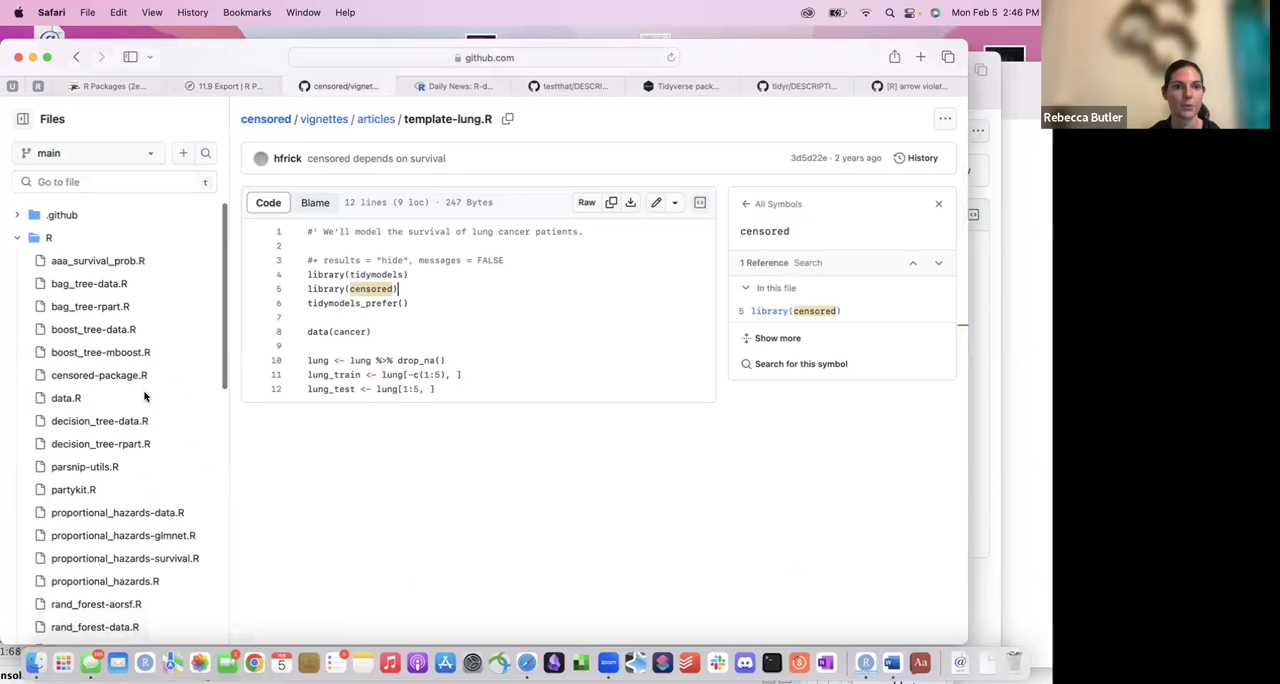 Safari File Edit View History Bookmarks Window Help
Mon Feb 5 2:46 PM
github.com
R Packages (2e...
11.9 Export | R P...
censored/vignet...
Daily News: R-d...
testthat/DESCRI...
Tidyverse pack...
tidyr/DESCRIPTI...
[R] arrow violat...
Rebecca Butler
Files
main
Go to file t
.github
R
aaa_survival_prob.R
bag_tree-data.R
bag_tree-rpart.R
boost_tree-data.R
boost_tree-mboost.R
censored-package.R
data.R
decision_tree-data.R
decision_tree-rpart.R
parsnip-utils.R
partykit.R
proportional_hazards-data.R
proportional_hazards-glmnet.R
proportional_hazards-survival.R
proportional_hazards.R
rand_forest-aorsf.R
rand_forest-data.R
censored / vignettes / articles / template-lung.R
hfrick censored depends on survival
3d5d22e · 2 years ago History
Code Blame 12 lines (9 loc) · 247 Bytes Raw
1 #' We'll model the survival of lung cancer patients.
2
3 #+ results = "hide", messages = FALSE
4 library(tidymodels)
5 library(censored)
6 tidymodels_prefer()
7
8 data(cancer)
9
10 lung <- lung %>% drop_na()
11 lung_train <- lung[-c(1:5), ]
12 lung_test <- lung[1:5, ]
All Symbols
censored
1 Reference Search
In this file
5 library(censored)
Show more
Search for this symbol